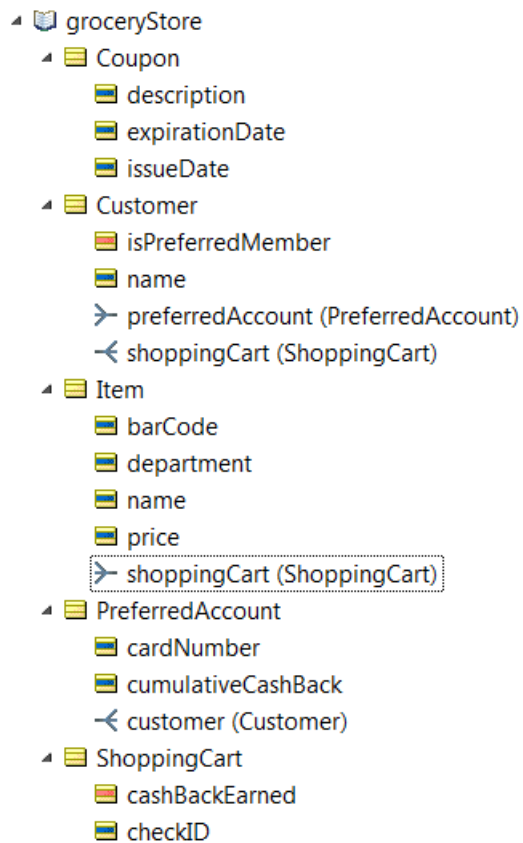 groceryStore
Coupon
description
expirationDate
issueDate
Customer
isPreferredMember
name
preferredAccount (PreferredAccount)
shoppingCart (ShoppingCart)
Item
barCode
department
name
price
shoppingCart (ShoppingCart)
PreferredAccount
cardNumber
cumulativeCashBack
customer (Customer)
ShoppingCart
cashBackEarned
checkID